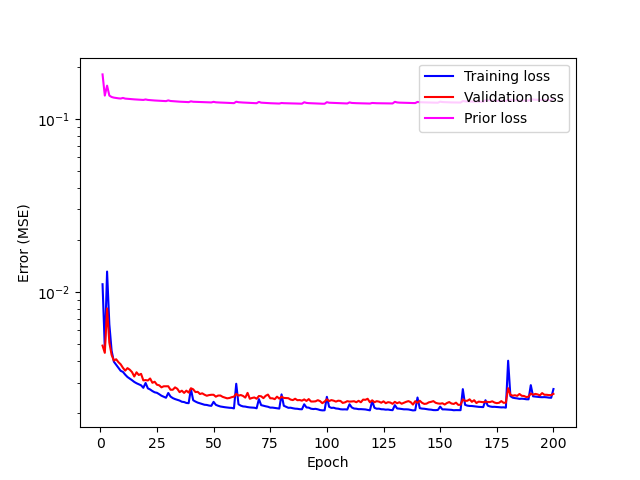 Training loss
Validation loss
Prior loss
10⁻¹
10⁻²
Error (MSE)
0 25 50 75 100 125 150 175 200
Epoch